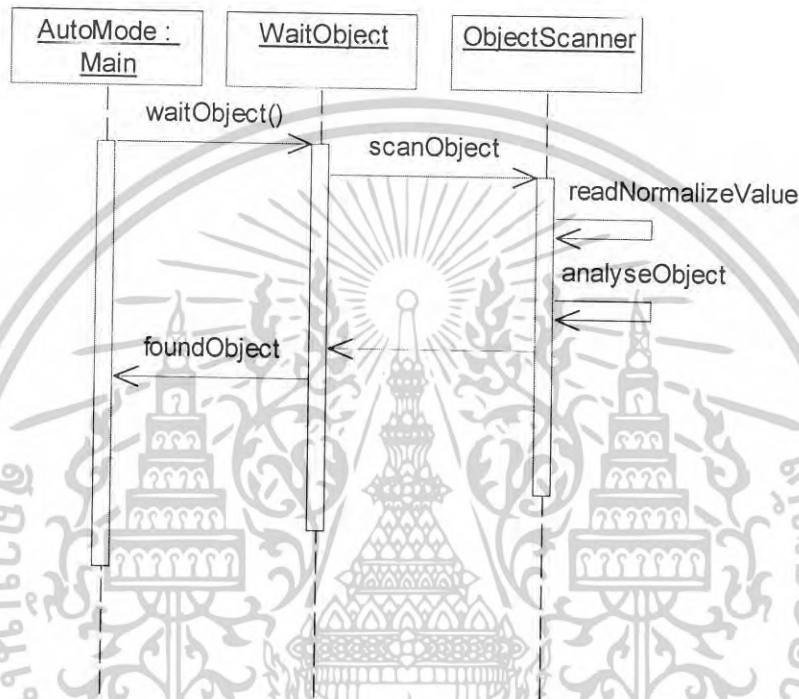 AutoMode :
Main
WaitObject
ObjectScanner
waitObject()
scanObject
readNormalizeValue
analyseObject
foundObject